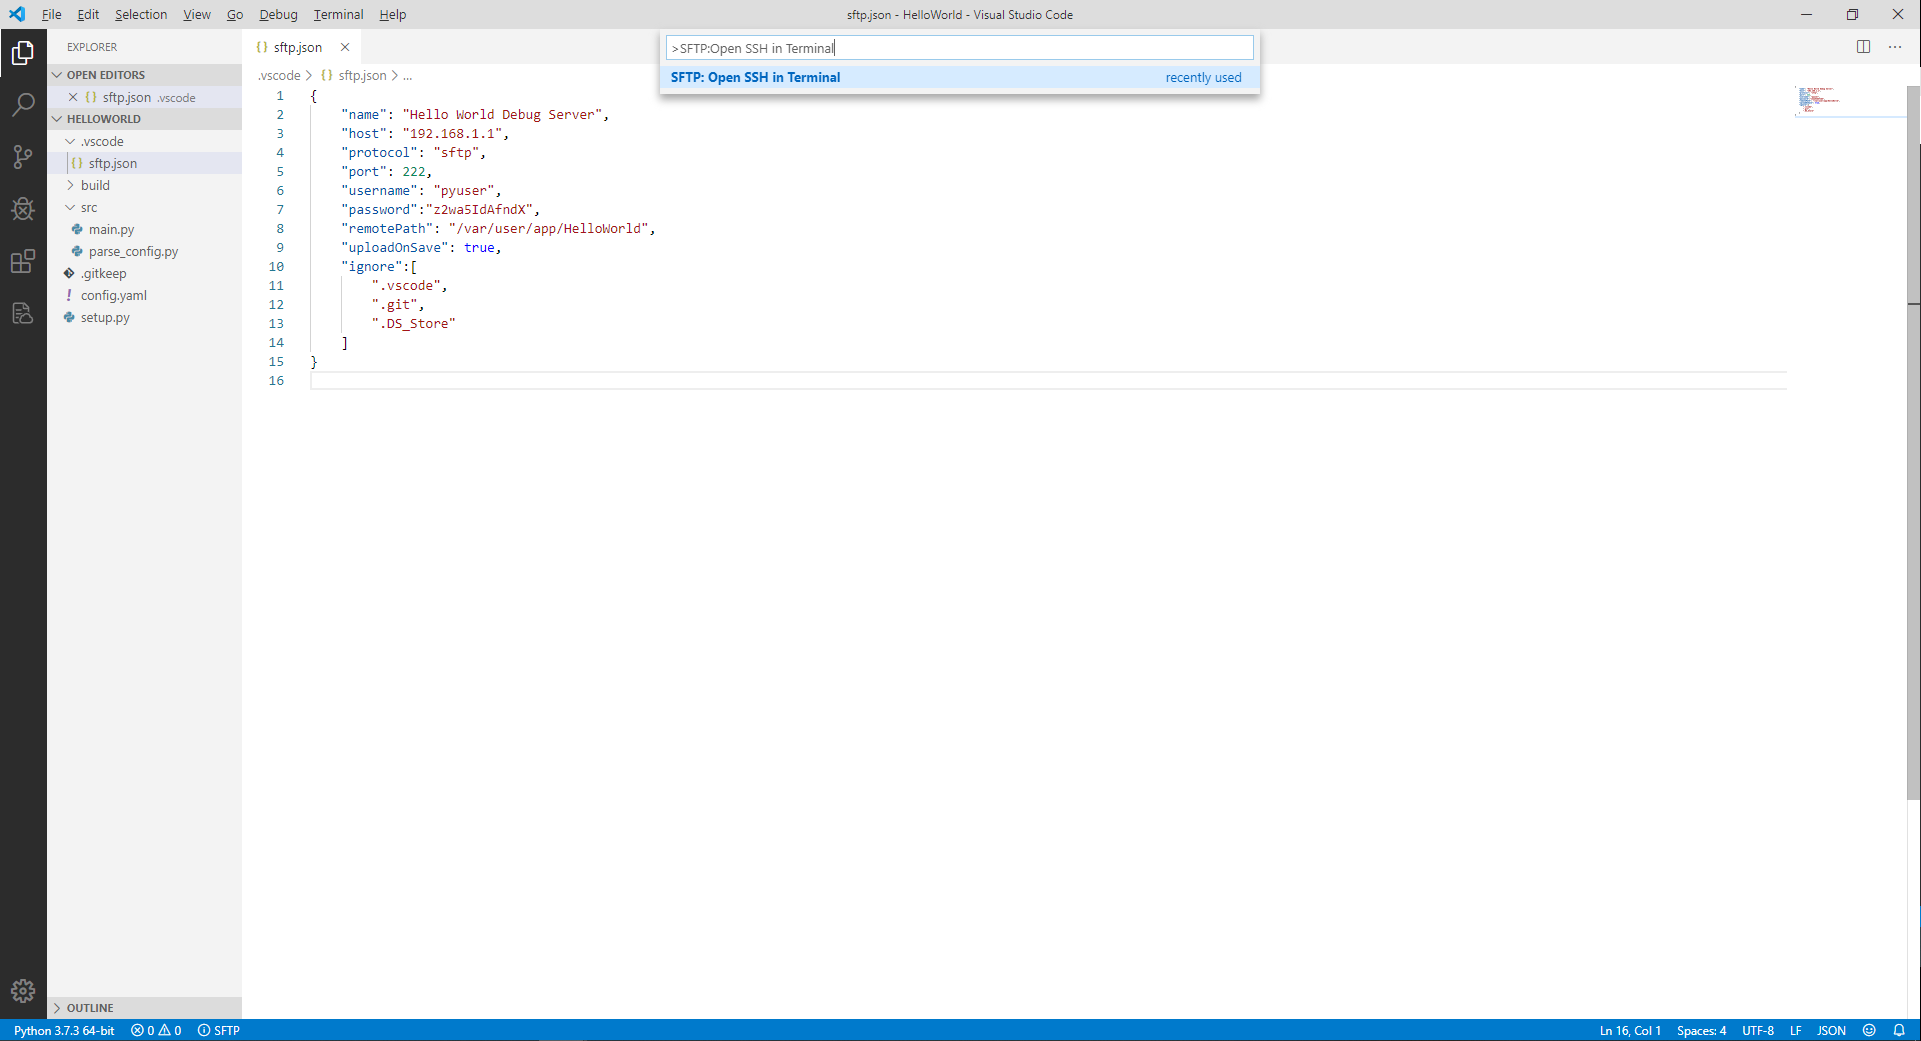 File Edit Selection View Go Debug Terminal Help
sftp.json - HelloWorld - Visual Studio Code
EXPLORER
OPEN EDITORS
sftp.json .vscode
HELLOWORLD
.vscode
sftp.json
build
src
main.py
parse_config.py
.gitkeep
config.yaml
setup.py
OUTLINE
sftp.json
>SFTP:Open SSH in Terminal
SFTP: Open SSH in Terminal recently used
.vscode > {} sftp.json > ...
1 {
2 "name": "Hello World Debug Server",
3 "host": "192.168.1.1",
4 "protocol": "sftp",
5 "port": 222,
6 "username": "pyuser",
7 "password":"z2wa5IdAfndX",
8 "remotePath": "/var/user/app/HelloWorld",
9 "uploadOnSave": true,
10 "ignore":[
11 ".vscode",
12 ".git",
13 ".DS_Store"
14 ]
15 }
16
Python 3.7.3 64-bit 0 0 SFTP
Ln 16, Col 1 Spaces: 4 UTF-8 LF JSON